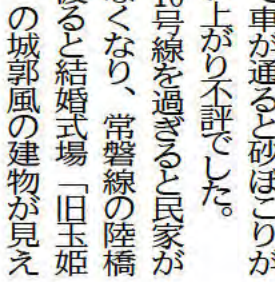 車が通ると砂ぼこりが
上がり不評でした。
号線を過ぎると民家が
なくなり、常磐線の陸橋
ると結婚式場「旧玉姫
の城郭風の建物が見え